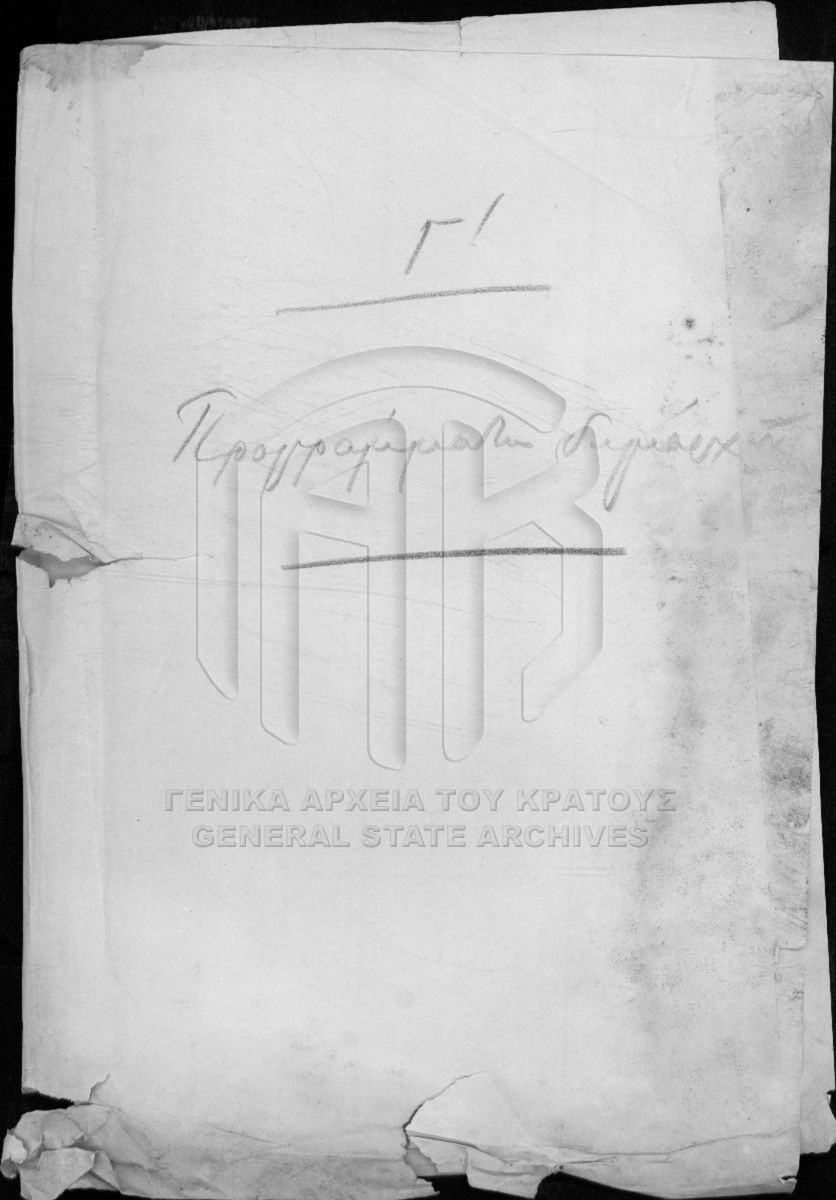 Γ'
Προγράμματα
ΓΕΝΙΚΑ ΑΡΧΕΙΑ ΤΟΥ ΚΡΑΤΟΥΣ
GENERAL STATE ARCHIVES